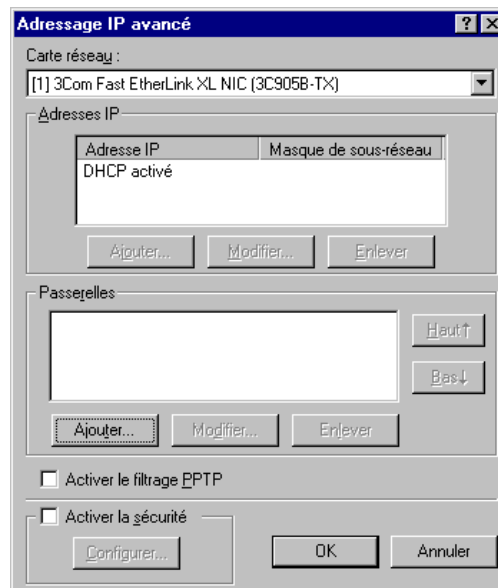 Adressage IP avancé
Carte réseau :
[1] 3Com Fast EtherLink XL NIC (3C905B-TX)
Adresses IP
Adresse IP Masque de sous-réseau
DHCP activé
Ajouter... Modifier... Enlever
Passerelles
Haut↑
Bas↓
Ajouter... Modifier... Enlever
Activer le filtrage PPTP
Activer la sécurité
Configurer... OK Annuler